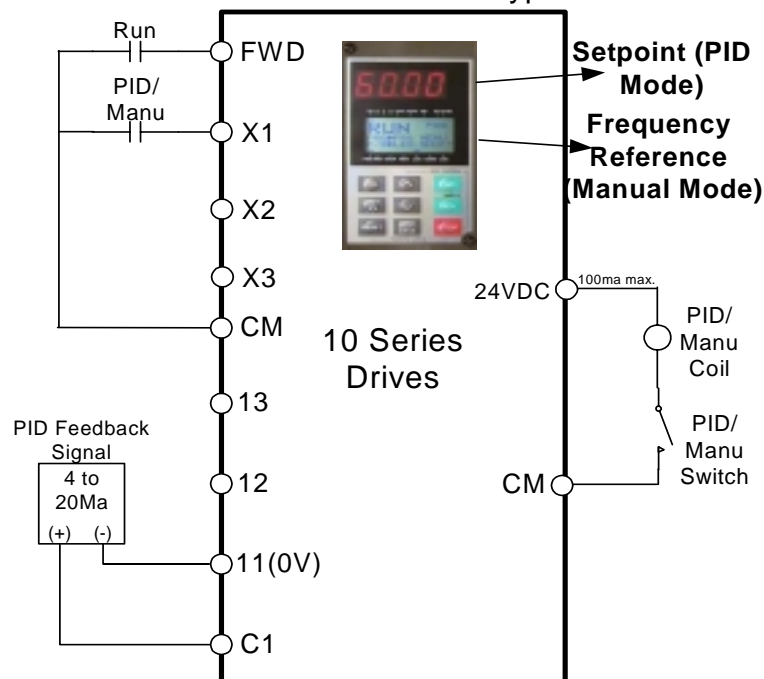 Run
FWD
PID/
Manu
X1
X2
X3
CM
13
12
11(0V)
C1
PID Feedback
Signal
4 to
20Ma
(+) (-)
60.00
RUN
10 Series
Drives
Setpoint (PID
Mode)
Frequency
Reference
(Manual Mode)
24VDC
100ma max.
PID/
Manu
Coil
PID/
Manu
Switch
CM